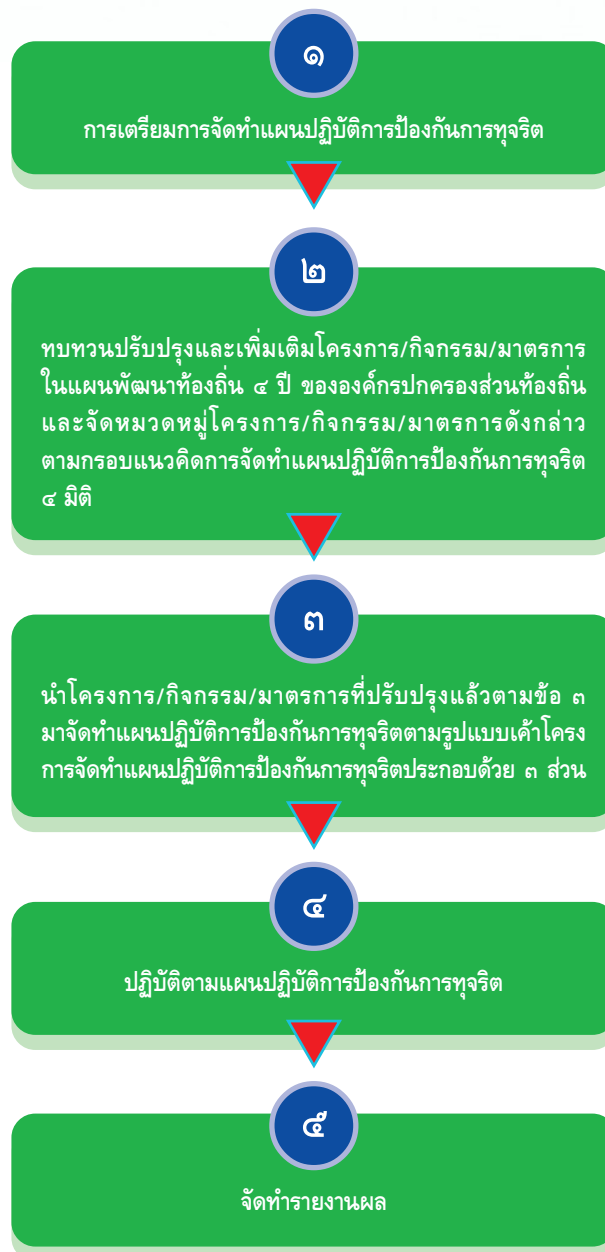 ๑
การเตรียมการจัดทำแผนปฏิบัติการป้องกันการทุจริต
๒
ทบทวนปรับปรุงและเพิ่มเติมโครงการ/กิจกรรม/มาตรการ
ในแผนพัฒนาท้องถิ่น ๔ ปี ขององค์กรปกครองส่วนท้องถิ่น
และจัดหมวดหมู่โครงการ/กิจกรรม/มาตรการดังกล่าว
ตามกรอบแนวคิดการจัดทำแผนปฏิบัติการป้องกันการทุจริต
๔ มิติ
๓
นำโครงการ/กิจกรรม/มาตรการที่ปรับปรุงแล้วตามข้อ ๓
มาจัดทำแผนปฏิบัติการป้องกันการทุจริตตามรูปแบบเค้าโครง
การจัดทำแผนปฏิบัติการป้องกันการทุจริตประกอบด้วย ๓ ส่วน
๔
ปฏิบัติตามแผนปฏิบัติการป้องกันการทุจริต
๕
จัดทำรายงานผล